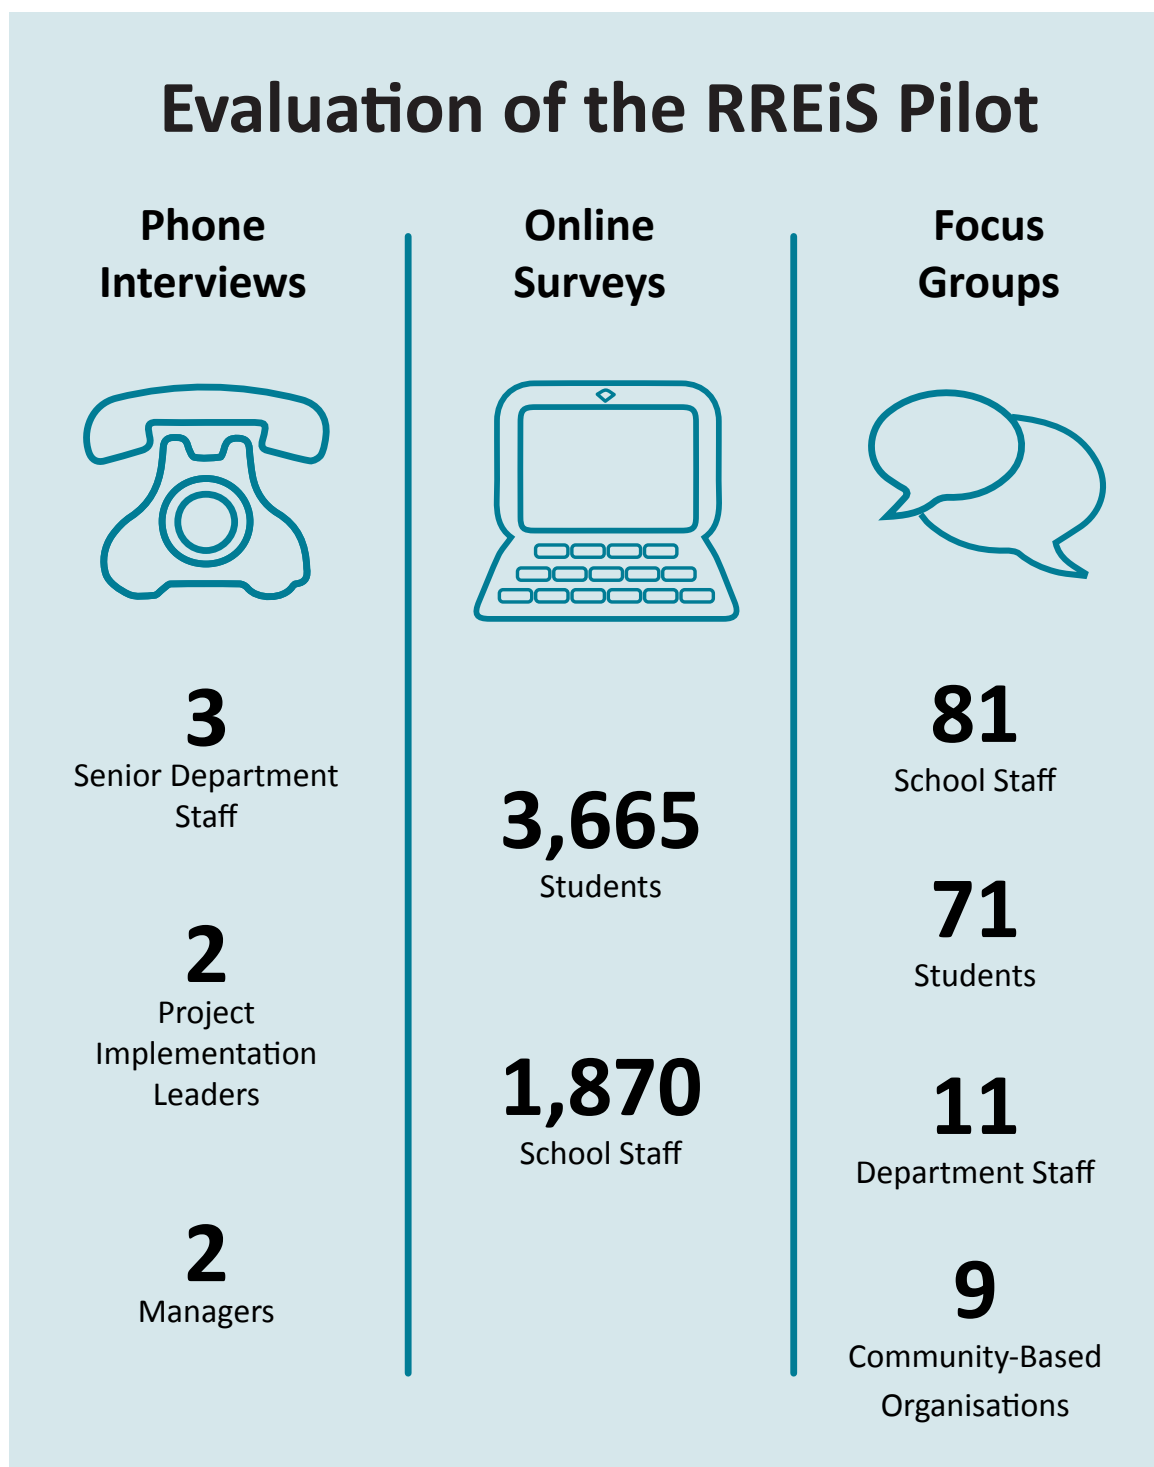 Evaluation of the RREiS Pilot
Phone
Interviews
3
Senior Department
Staff
2
Project
Implementation
Leaders
2
Managers
Online
Surveys
3,665
Students
1,870
School Staff
Focus
Groups
81
School Staff
71
Students
11
Department Staff
9
Community-Based
Organisations